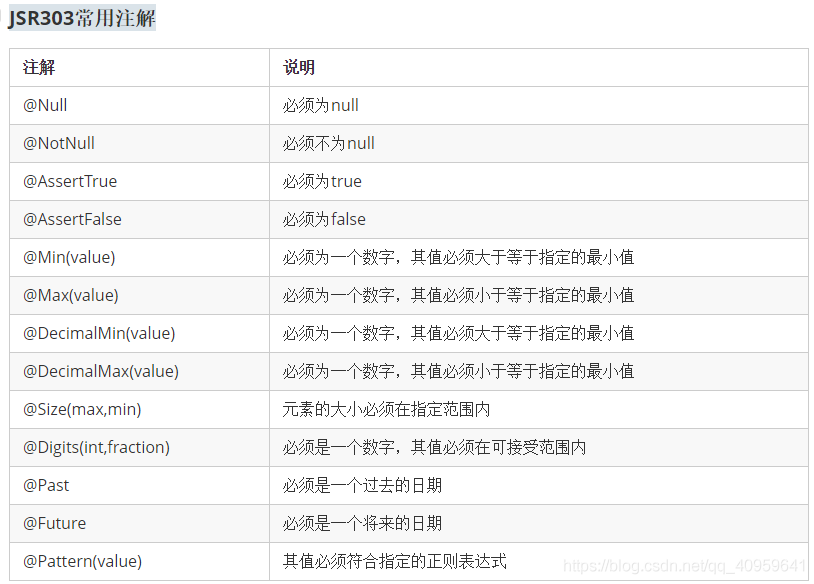 JSR303常用注解
注解 说明
@Null 必须为null
@NotNull 必须不为null
@AssertTrue 必须为true
@AssertFalse 必须为false
@Min(value) 必须为一个数字，其值必须大于等于指定的最小值
@Max(value) 必须为一个数字，其值必须小于等于指定的最小值
@DecimalMin(value) 必须为一个数字，其值必须大于等于指定的最小值
@DecimalMax(value) 必须为一个数字，其值必须小于等于指定的最小值
@Size(max,min) 元素的大小必须在指定范围内
@Digits(int,fraction) 必须是一个数字，其值必须在可接受范围内
@Past 必须是一个过去的日期
@Future 必须是一个将来的日期
@Pattern(value) 其值必须符合指定的正则表达式
https://blog.csdn.net/qq_40959641